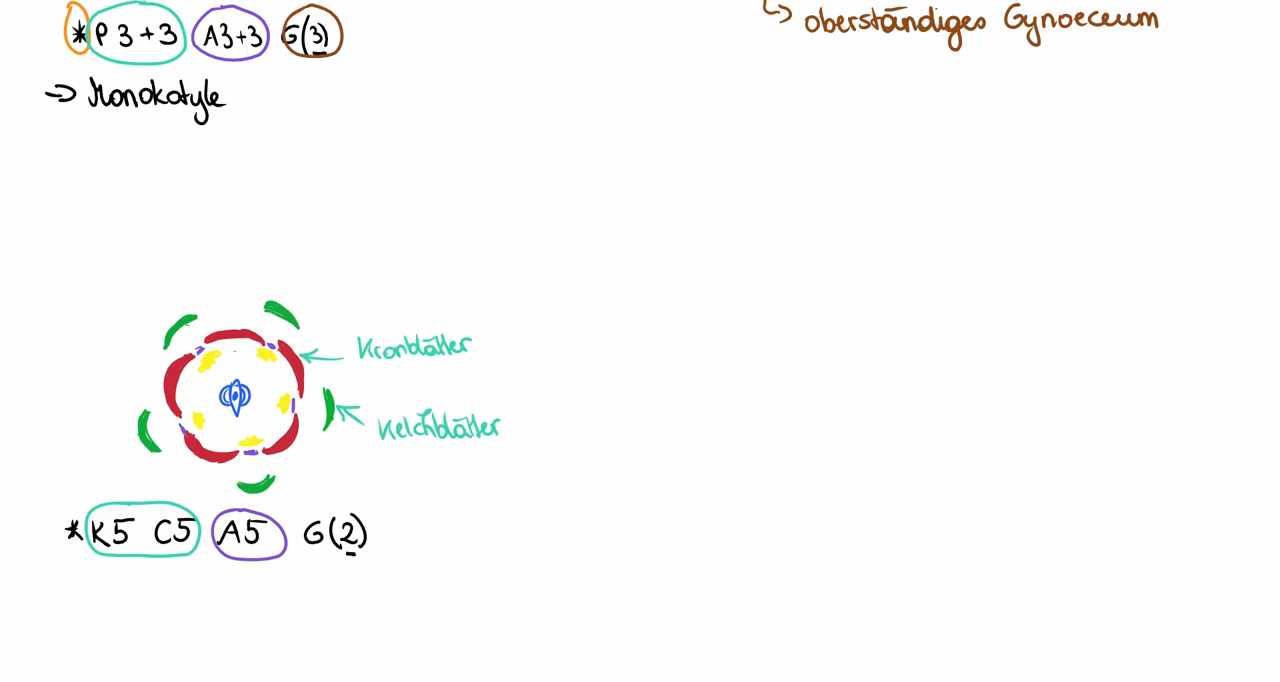 * P 3+3 A3+3 G(3)
↳ oberständiges Gynoeceum
→ Monokotyle
Kronblätter
Kelchblätter
* K5 C5 A5 G(2)